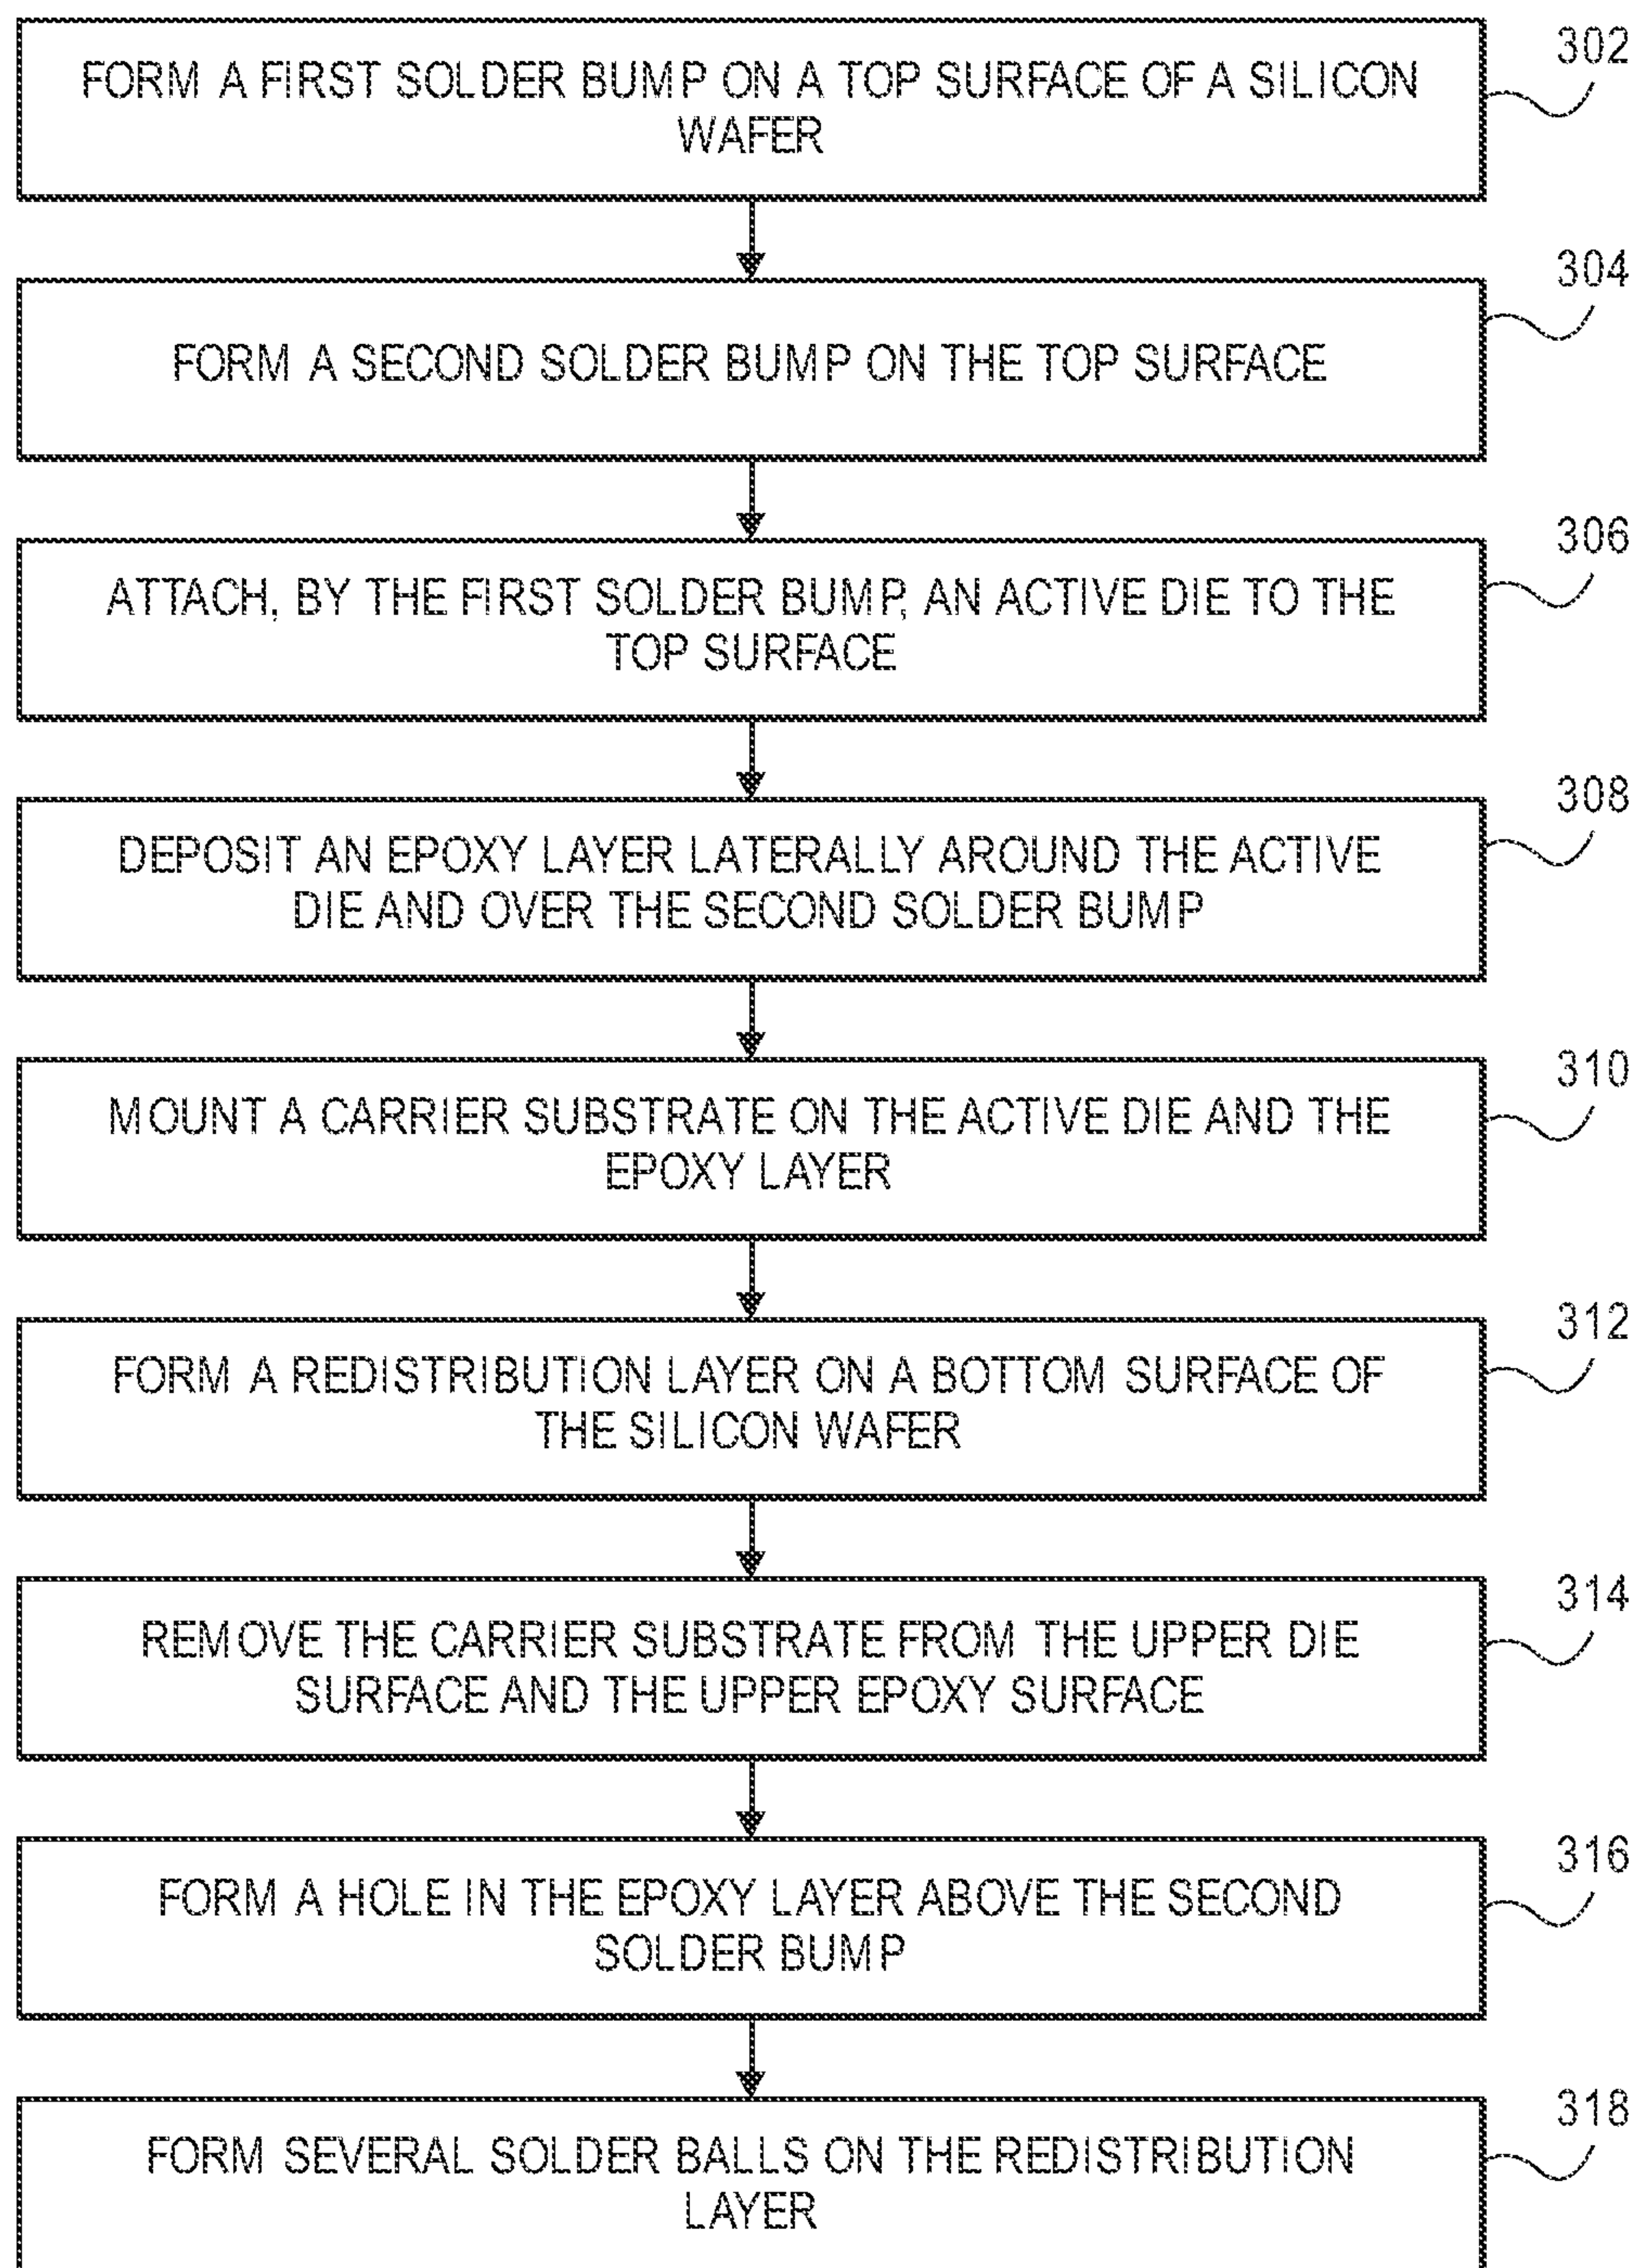 302
FORM A FIRST SOLDER BUMP ON A TOP SURFACE OF A SILICON
WAFER
304
FORM A SECOND SOLDER BUMP ON THE TOP SURFACE
306
ATTACH, BY THE FIRST SOLDER BUMP, AN ACTIVE DIE TO THE
TOP SURFACE
308
DEPOSIT AN EPOXY LAYER LATERALLY AROUND THE ACTIVE
DIE AND OVER THE SECOND SOLDER BUMP
310
MOUNT A CARRIER SUBSTRATE ON THE ACTIVE DIE AND THE
EPOXY LAYER
312
FORM A REDISTRIBUTION LAYER ON A BOTTOM SURFACE OF
THE SILICON WAFER
314
REMOVE THE CARRIER SUBSTRATE FROM THE UPPER DIE
SURFACE AND THE UPPER EPOXY SURFACE
316
FORM A HOLE IN THE EPOXY LAYER ABOVE THE SECOND
SOLDER BUMP
318
FORM SEVERAL SOLDER BALLS ON THE REDISTRIBUTION
LAYER